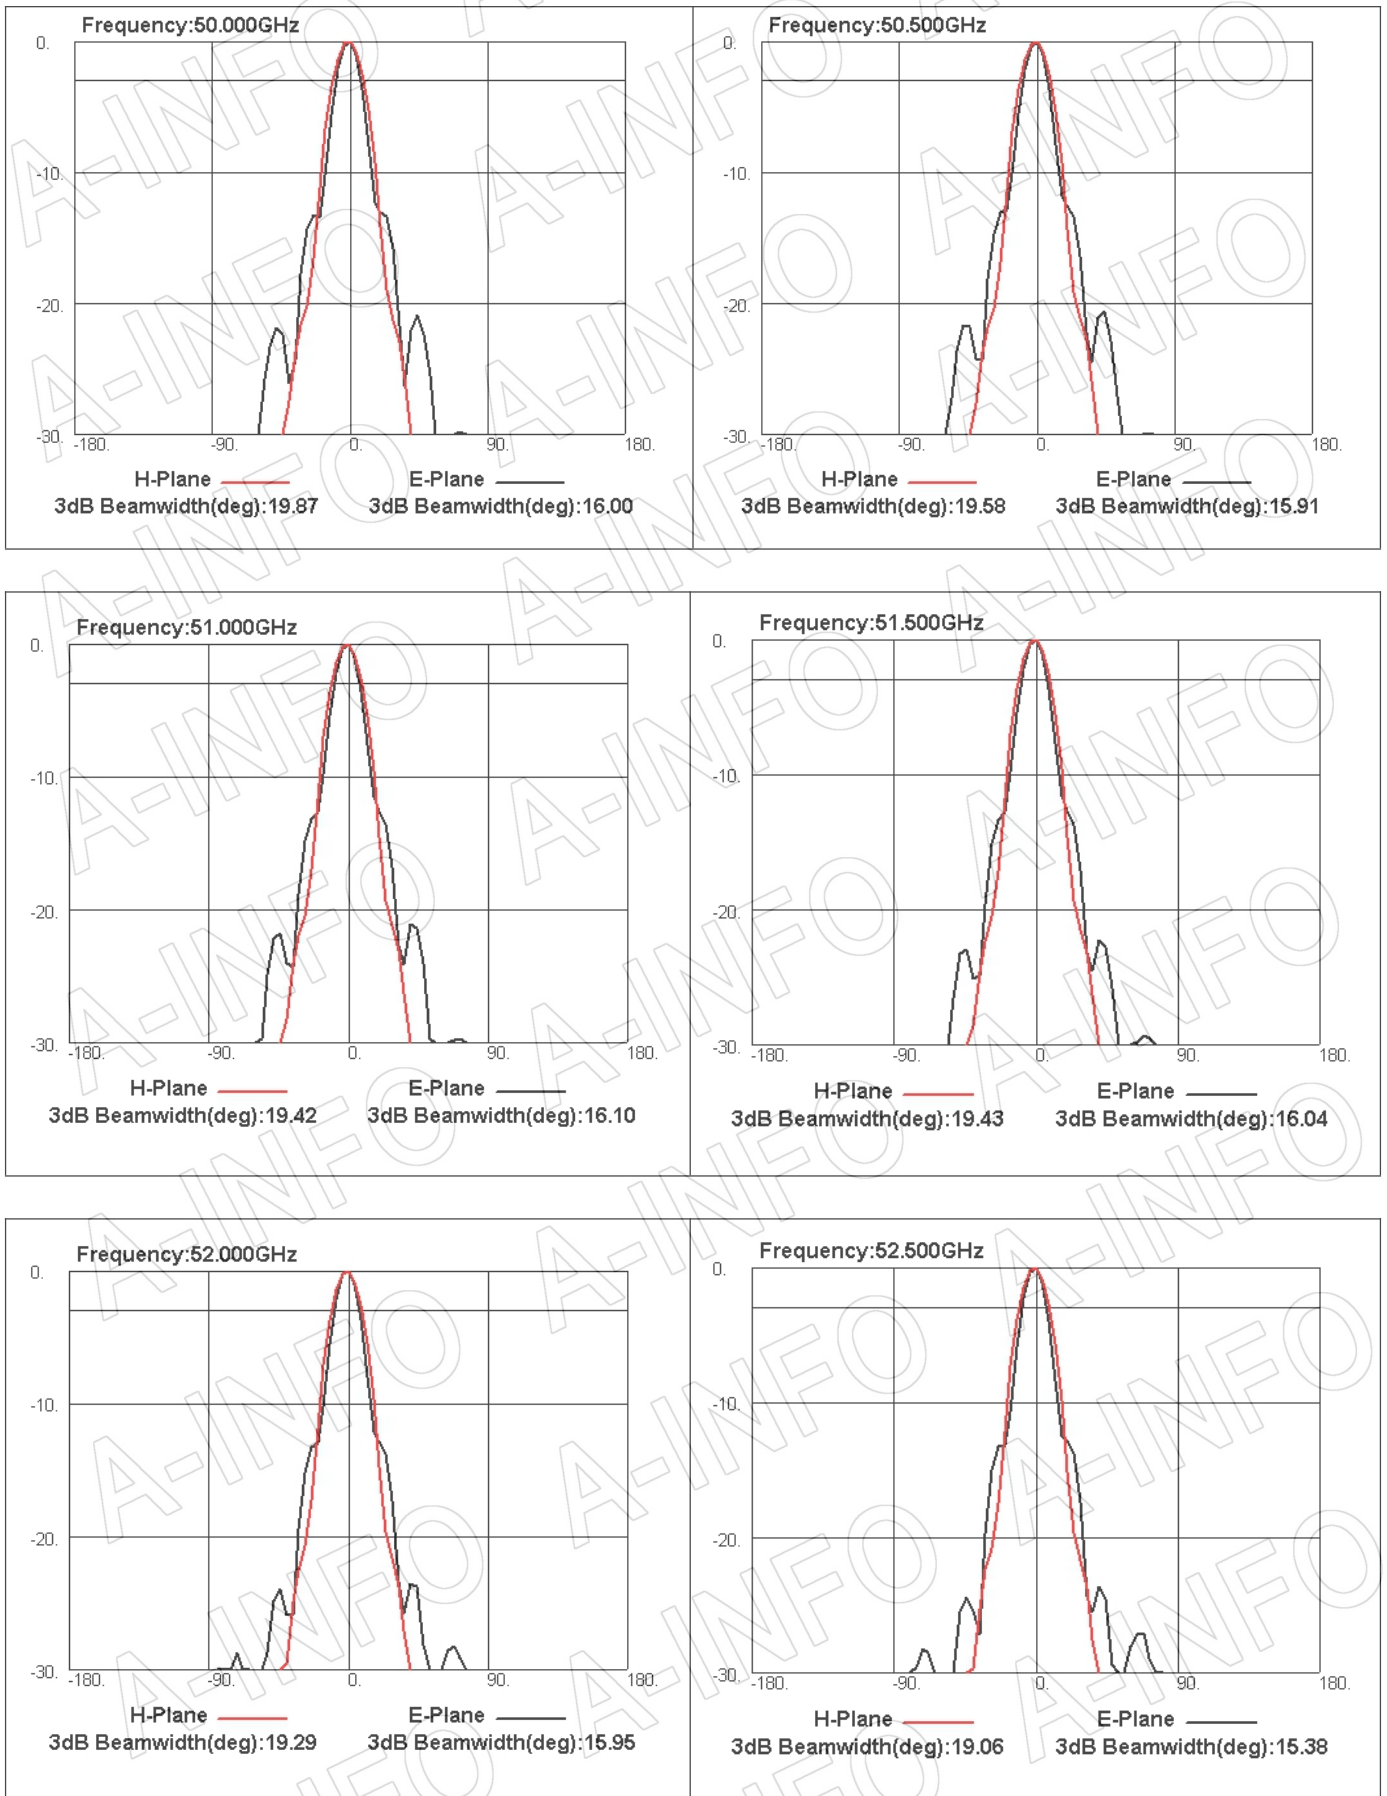 Frequency:50.000GHz
0.
-10.
-20.
-30.
-180.
-90.
0.
90.
180.
H-Plane
E-Plane
3dB Beamwidth(deg):19.87
3dB Beamwidth(deg):16.00
Frequency:50.500GHz
0.
-10.
-20.
-30.
-180.
-90.
0.
90.
180.
H-Plane
E-Plane
3dB Beamwidth(deg):19.58
3dB Beamwidth(deg):15.91
Frequency:51.000GHz
0.
-10.
-20.
-30.
-180.
-90.
0.
90.
180.
H-Plane
E-Plane
3dB Beamwidth(deg):19.42
3dB Beamwidth(deg):16.10
Frequency:51.500GHz
0.
-10.
-20.
-30.
-180.
-90.
0.
90.
180.
H-Plane
E-Plane
3dB Beamwidth(deg):19.43
3dB Beamwidth(deg):16.04
Frequency:52.000GHz
0.
-10.
-20.
-30.
-180.
-90.
0.
90.
180.
H-Plane
E-Plane
3dB Beamwidth(deg):19.29
3dB Beamwidth(deg):15.95
Frequency:52.500GHz
0.
-10.
-20.
-30.
-180.
-90.
0.
90.
180.
H-Plane
E-Plane
3dB Beamwidth(deg):19.06
3dB Beamwidth(deg):15.38
A-INFO